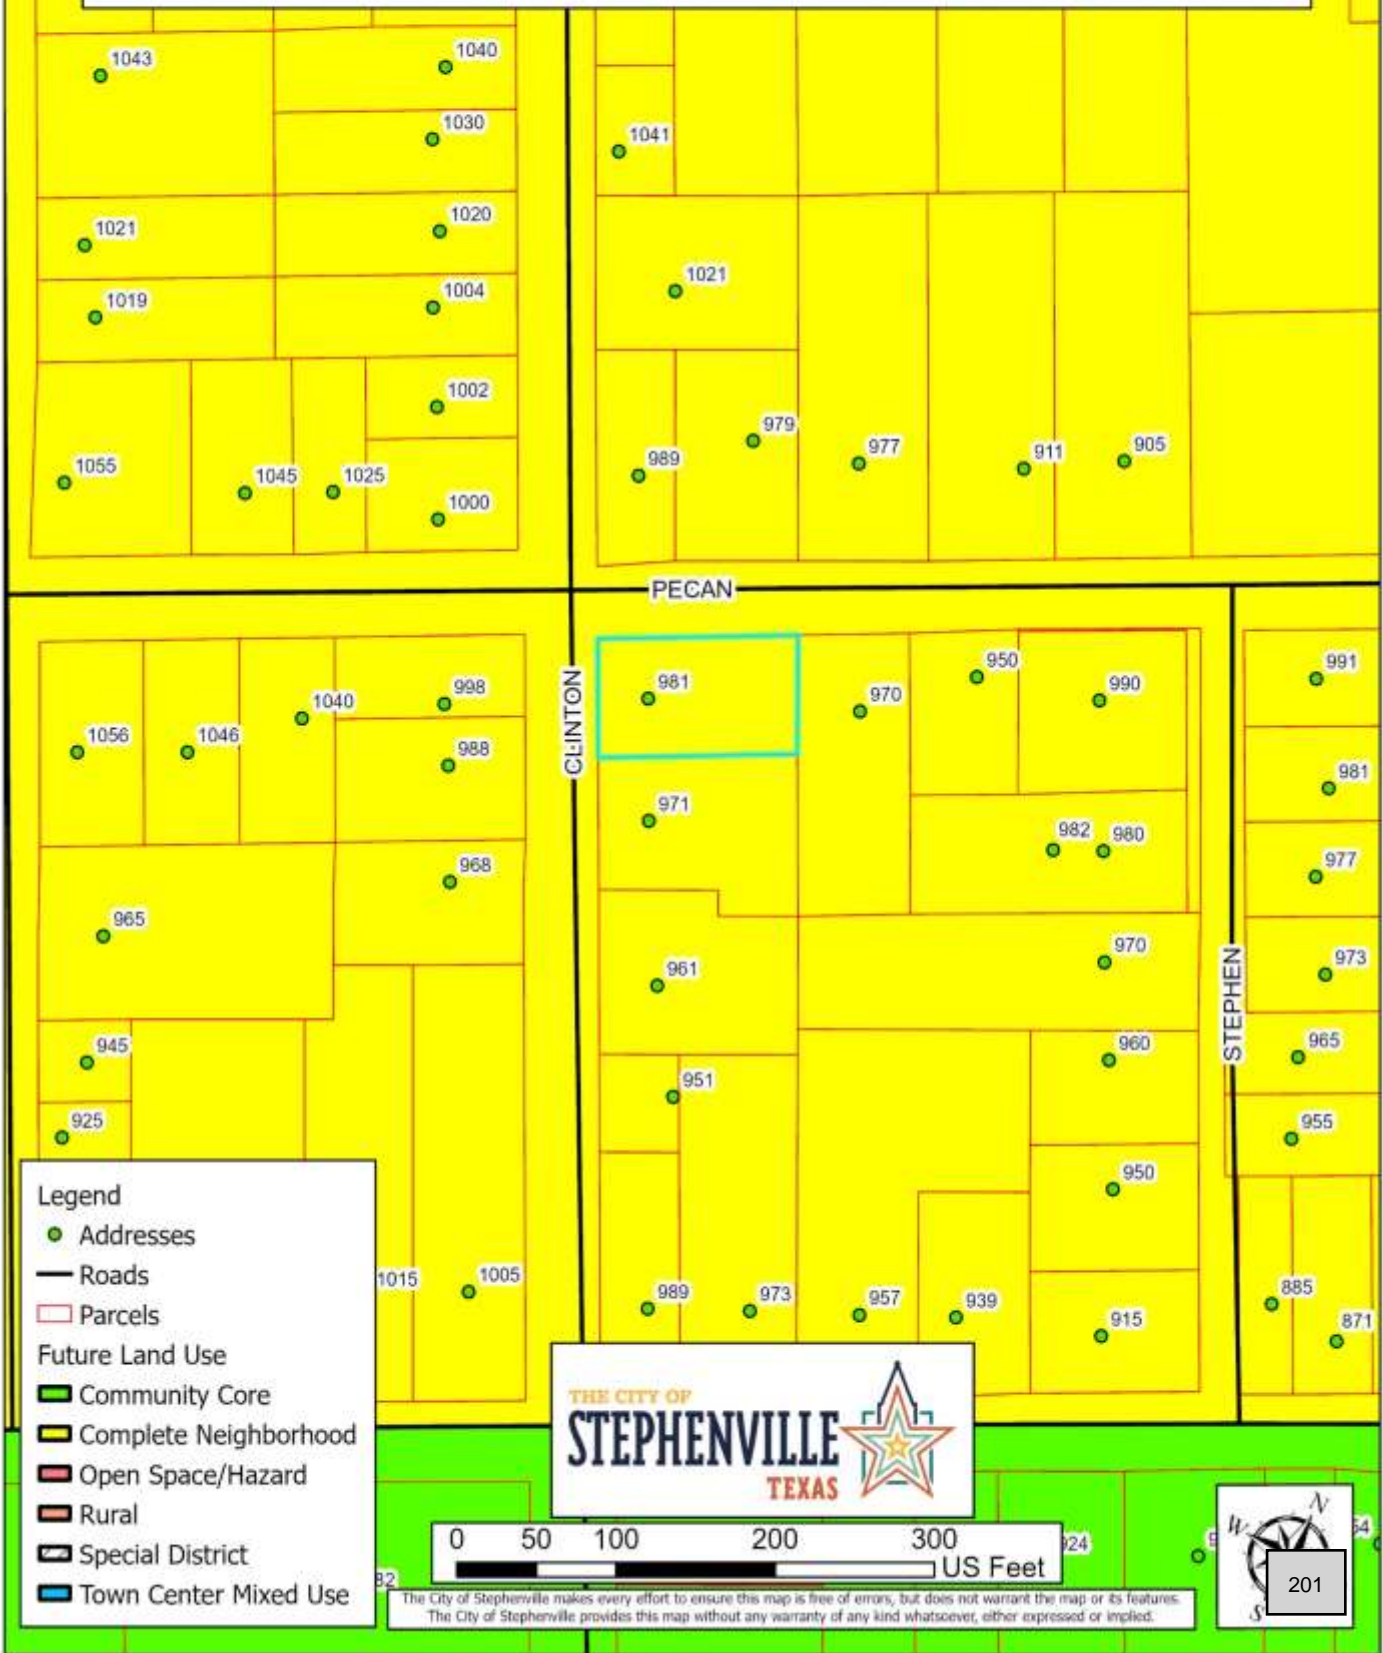 1043
1040
1030
1041
1021
1020
1021
1019
1004
1002
979
989
977
911
905
1055
1045
1025
1000
PECAN
CLINTON
981
970
950
990
991
1056
1046
1040
998
988
981
971
982
980
977
968
965
970
973
961
STEPHEN
945
960
965
951
925
955
950
1015
1005
989
973
957
939
915
885
871
Legend
Addresses
Roads
Parcels
Future Land Use
Community Core
Complete Neighborhood
Open Space/Hazard
Rural
Special District
Town Center Mixed Use
THE CITY OF
STEPHENVILLE
TEXAS
0 50 100 200 300
US Feet
The City of Stephenville makes every effort to ensure this map is free of errors, but does not warrant the map or its features.
The City of Stephenville provides this map without any warranty of any kind whatsoever, either expressed or implied.
N
W
S
201